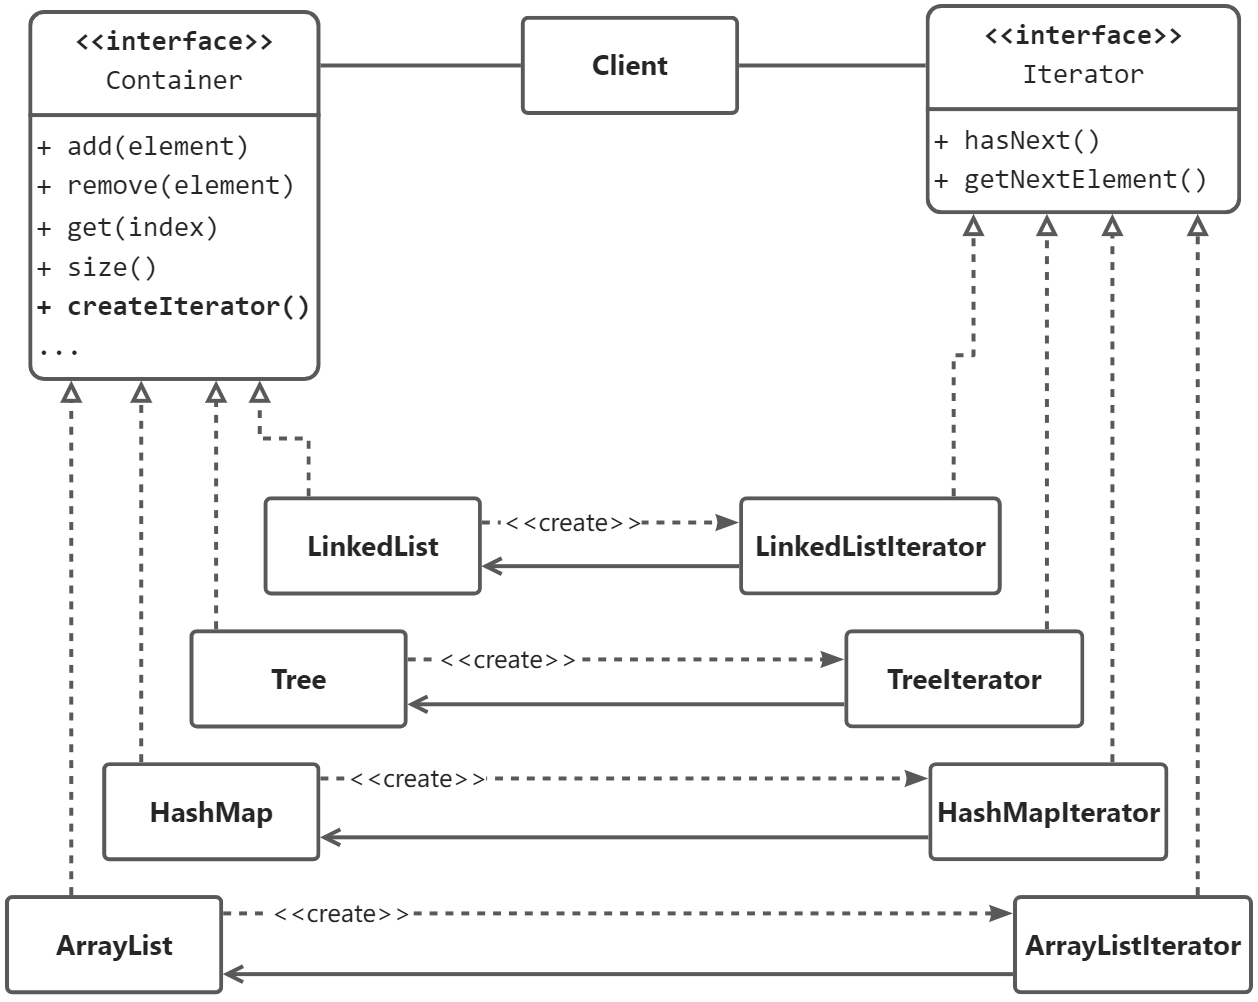 <<interface>>
Container
+ add(element)
+ remove(element)
+ get(index)
+ size()
+ createIterator()
...
Client
<<interface>>
Iterator
+ hasNext()
+ getNextElement()
LinkedList
<<create>>
LinkedListIterator
Tree
<<create>>
TreeIterator
HashMap
<<create>>
HashMapIterator
ArrayList
<<create>>
ArrayListIterator